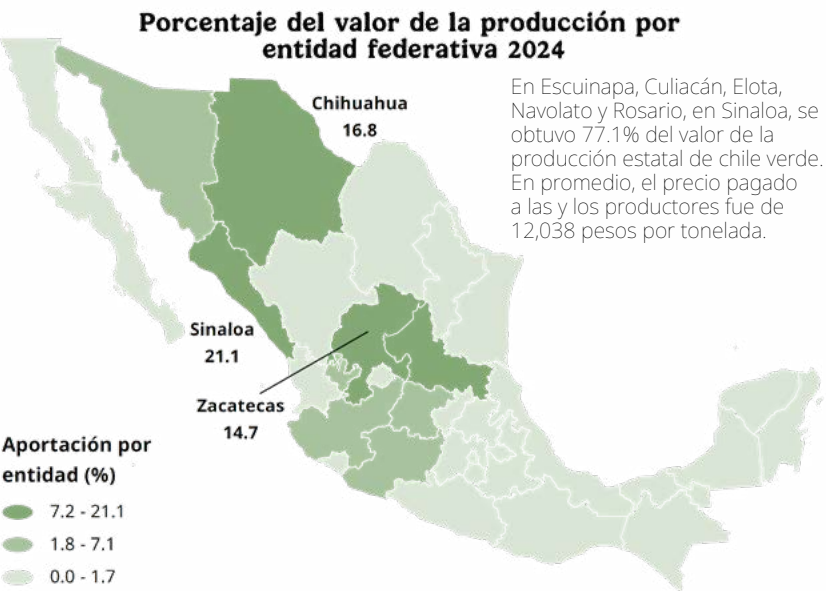 Porcentaje del valor de la producción por
entidad federativa 2024
En Escuinapa, Culiacán, Elota,
Navolato y Rosario, en Sinaloa, se
obtuvo 77.1% del valor de la
producción estatal de chile verde.
En promedio, el precio pagado
a las y los productores fue de
12,038 pesos por tonelada.
Chihuahua
16.8
Sinaloa
21.1
Zacatecas
14.7
Aportación por
entidad (%)
7.2 - 21.1
1.8 - 7.1
0.0 - 1.7